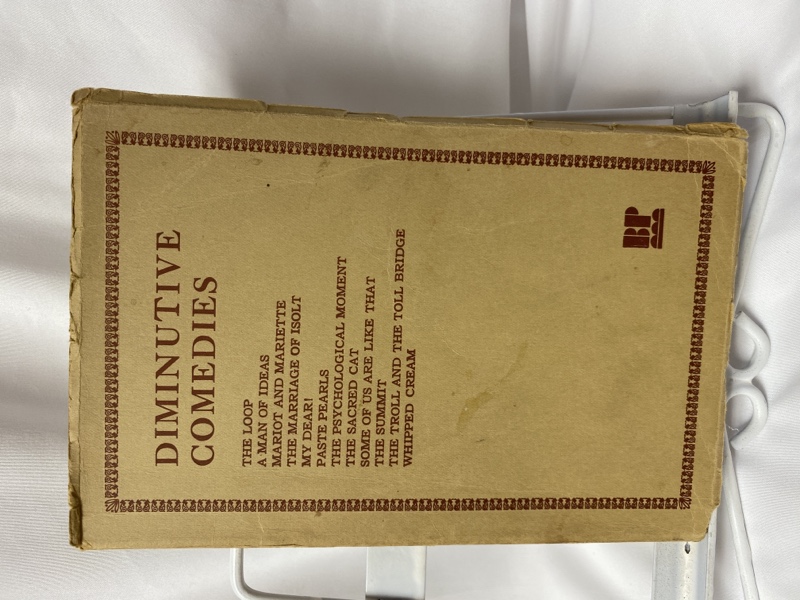 DIMINUTIVE
COMEDIES
THE LOOP
A MAN OF IDEAS
MARIOT AND MARIETTE
THE MARRIAGE OF ISOLT
MY DEAR!
PASTE PEARLS
THE PSYCHOLOGICAL MOMENT
THE SACRED CAT
SOME OF US ARE LIKE THAT
THE SUMMIT
THE TROLL AND THE TOLL BRIDGE
WHIPPED CREAM
BP